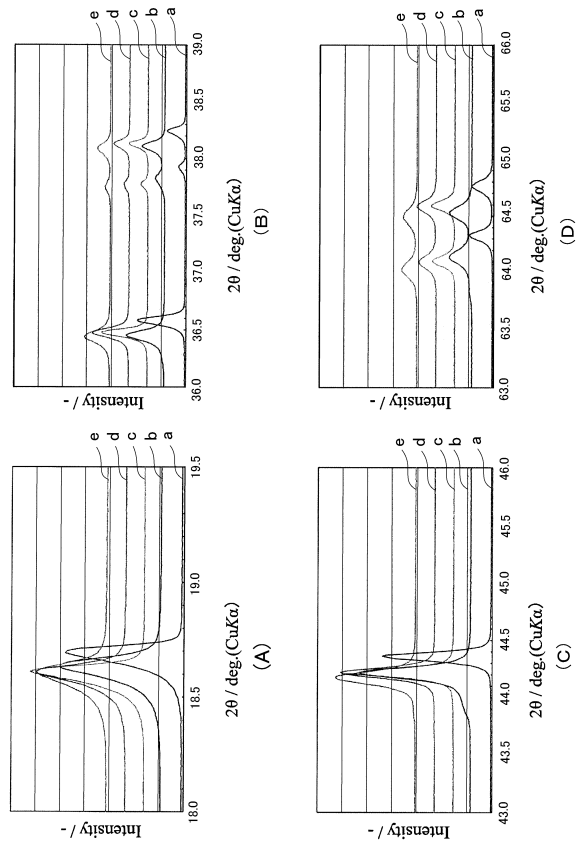 Intensity / -
e
d
c
b
a
18.0 18.5 19.0 19.5
2θ / deg.(CuKα)
(A)
Intensity / -
e
d
c
b
a
36.0 36.5 37.0 37.5 38.0 38.5 39.0
2θ / deg.(CuKα)
(B)
Intensity / -
e
d
c
b
a
43.0 43.5 44.0 44.5 45.0 45.5 46.0
2θ / deg.(CuKα)
(C)
Intensity / -
e
d
c
b
a
63.0 63.5 64.0 64.5 65.0 65.5 66.0
2θ / deg.(CuKα)
(D)